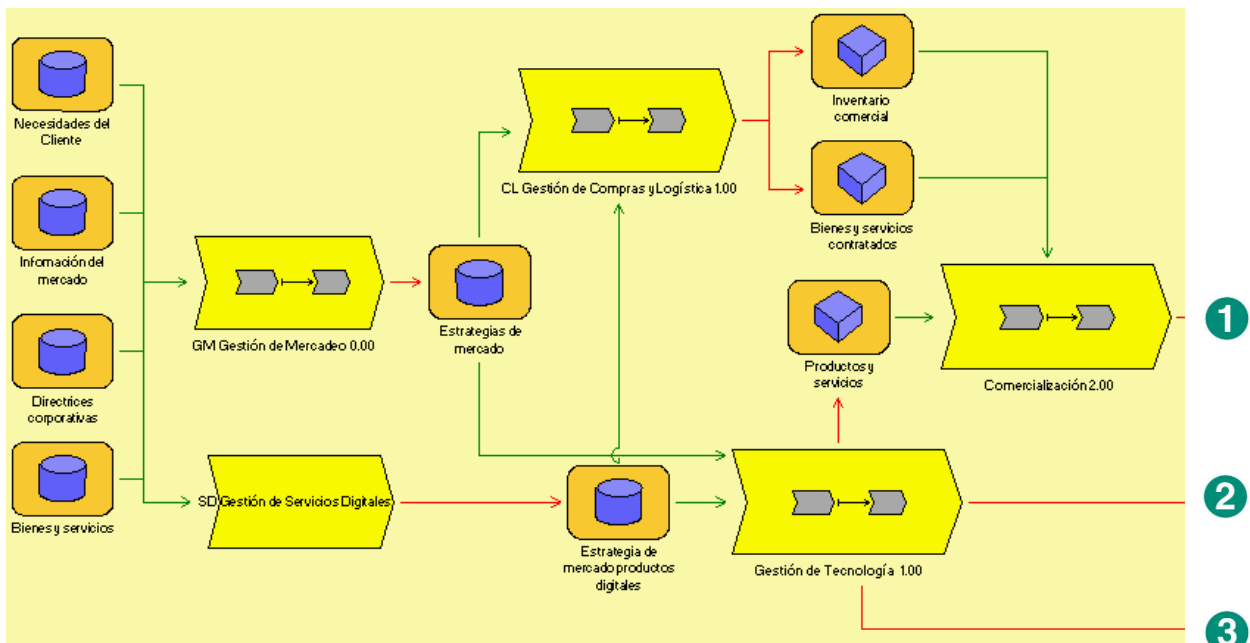 Necesidades del
Cliente
Infomación del
mercado
Directrices
corporativas
Bienes y servicios
GM Gestión de Mercadeo 0.00
SD Gestión de Servicios Digitales
Estrategias de
mercado
CL Gestión de Compras y Logística 1.00
Estrategia de
mercado productos
digitales
Inventario
comercial
Bienes y servicios
contratados
Productos y
servicios
Gestión de Tecnología 1.00
Comercialización 2.00
1
2
3